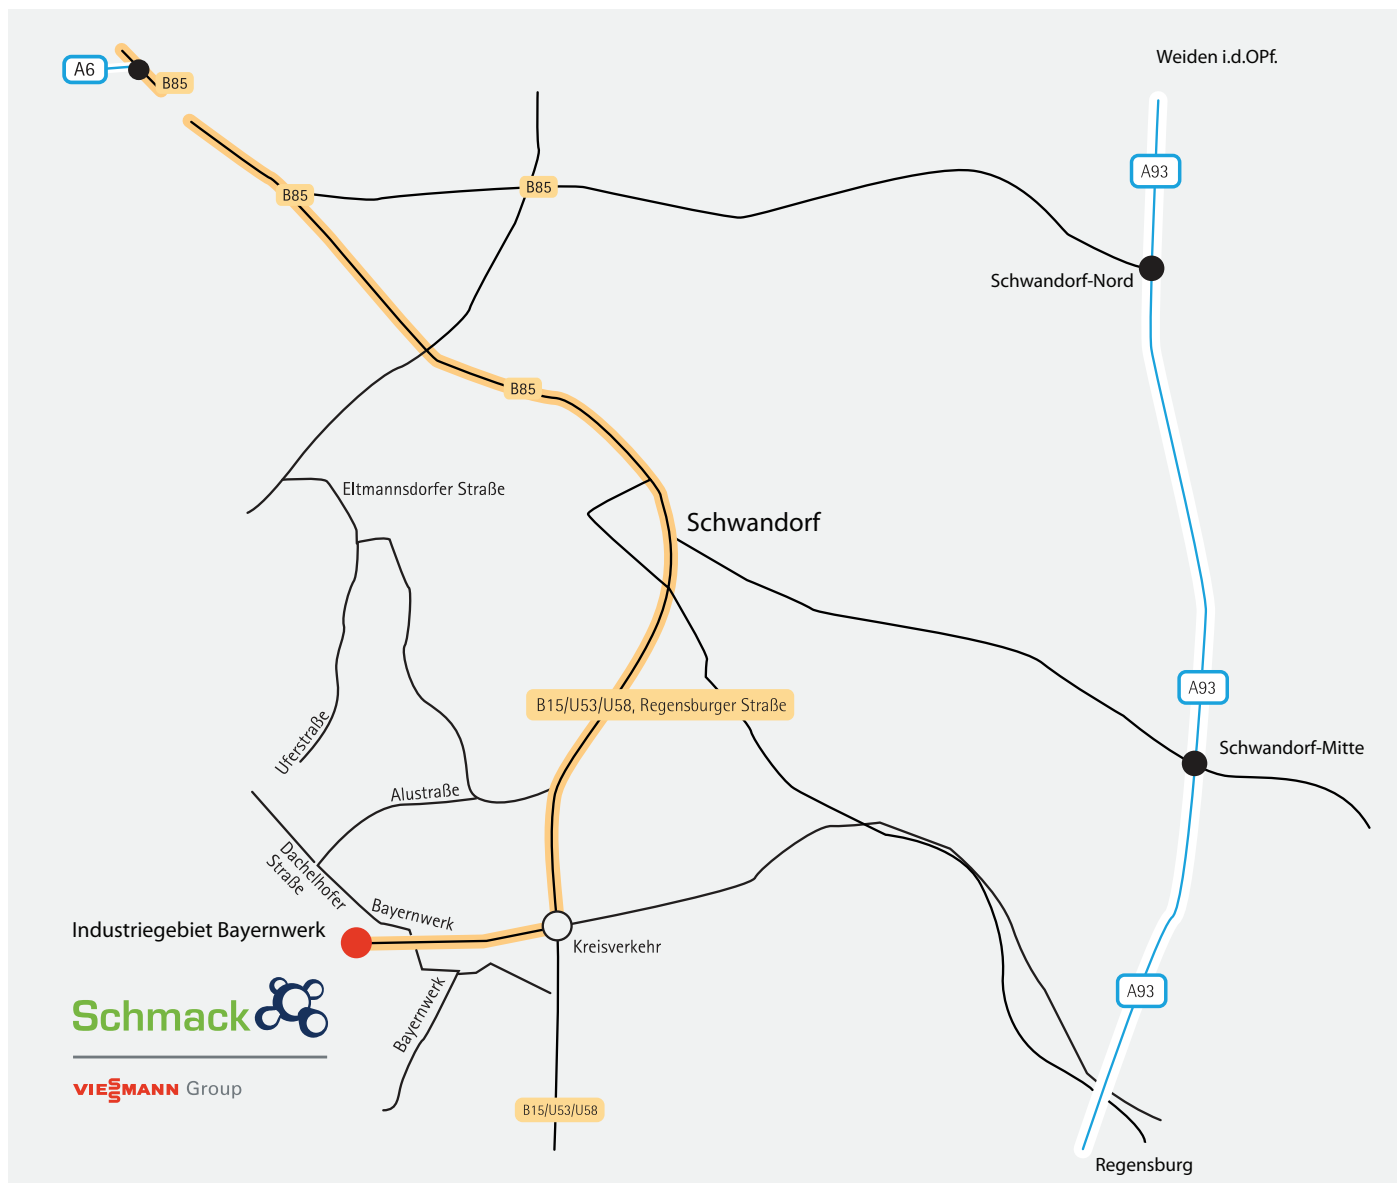 Weiden i.d.OPf.
A6
B85
A93
B85
B85
Schwandorf-Nord
B85
Eltmannsdorfer Straße
Schwandorf
A93
B15/U53/U58, Regensburger Straße
Uferstraße
Schwandorf-Mitte
Alustraße
Dachelhofer
Straße
Bayernwerk
Industriegebiet Bayernwerk
Kreisverkehr
A93
Bayernwerk
Schmack
VIESSMANN Group
B15/U53/U58
Regensburg